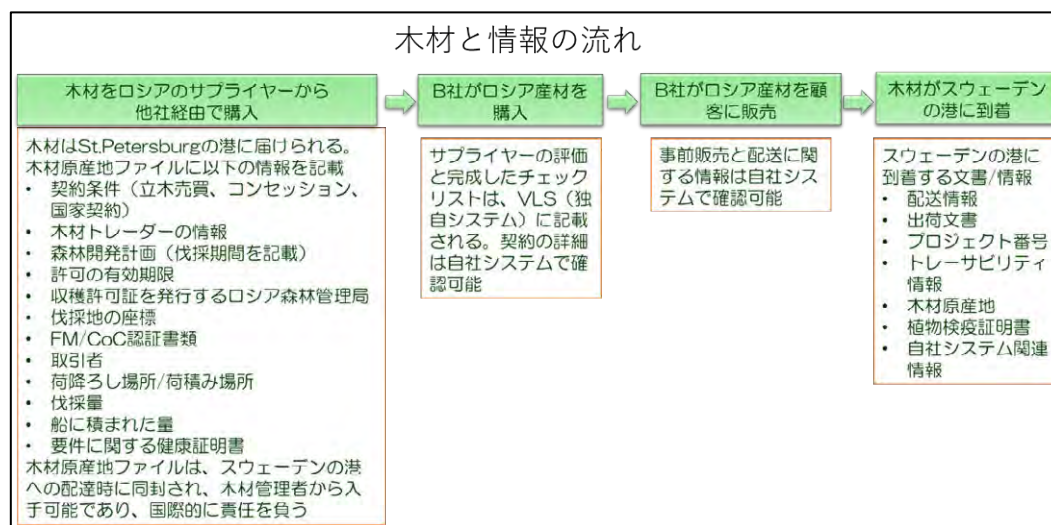 木材と情報の流れ
木材をロシアのサプライヤーから
他社経由で購入
木材はSt.Petersburgの港に届けられる。
木材原産地ファイルに以下の情報を記載
• 契約条件（立木売買、コンセッション、
国家契約）
• 木材トレーダーの情報
• 森林開発計画（伐採期間を記載）
• 許可の有効期限
• 収穫許可証を発行するロシア森林管理局
• 伐採地の座標
• FM/CoC認証書類
• 取引者
• 荷降ろし場所/荷積み場所
• 伐採量
• 船に積まれた量
• 要件に関する健康証明書
木材原産地ファイルは、スウェーデンの港
への配達時に同封され、木材管理者から入
手可能であり、国際的に責任を負う
B社がロシア産材を
購入
サプライヤーの評価
と完成したチェック
リストは、VLS（独
自システム）に記載
される。契約の詳細
は自社システムで確
認可能
B社がロシア産材を顧
客に販売
事前販売と配送に関
する情報は自社シス
テムで確認可能
木材がスウェーデン
の港に到着
スウェーデンの港に
到着する文書/情報
• 配送情報
• 出荷文書
• プロジェクト番号
• トレーサビリティ
情報
• 木材原産地
• 植物検疫証明書
• 自社システム関連
情報